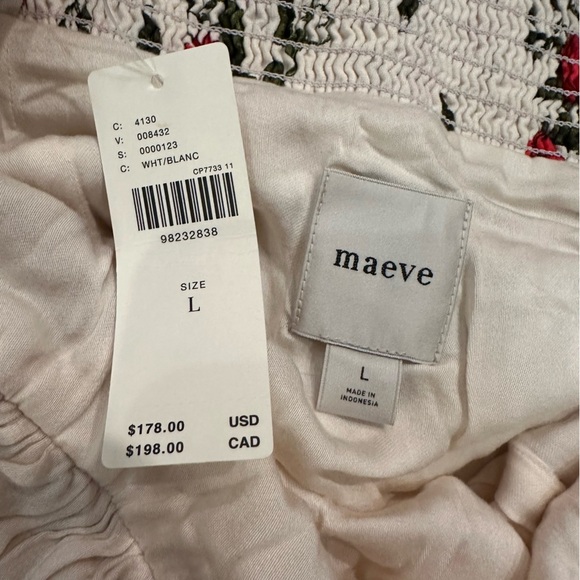 C: 4130
V: 008432
S: 0000123
C: WHT/BLANC
CP7733 11
98232838
SIZE
L
$178.00 USD
$198.00 CAD
maeve
L
MADE IN
INDONESIA